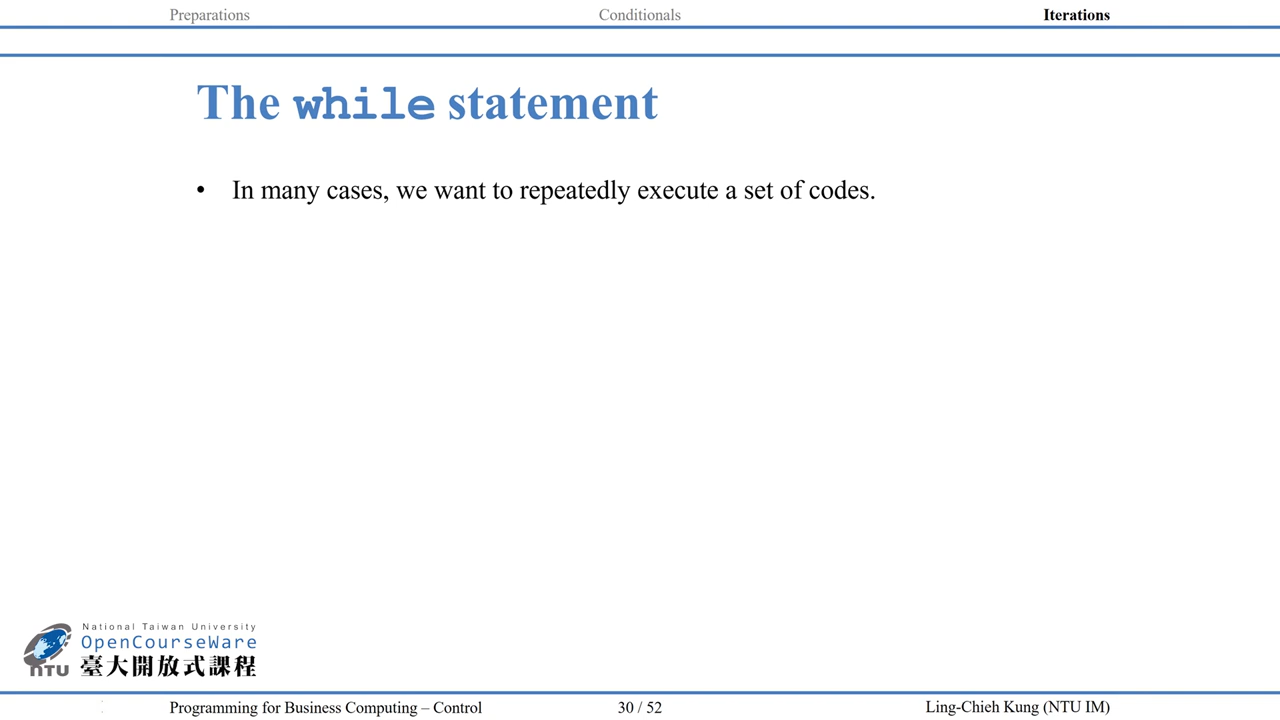 Preparations
Conditionals
Iterations
The while statement
• In many cases, we want to repeatedly execute a set of codes.
National Taiwan University
OpenCourseWare
NTU 臺大開放式課程
Programming for Business Computing – Control
30 / 52
Ling-Chieh Kung (NTU IM)